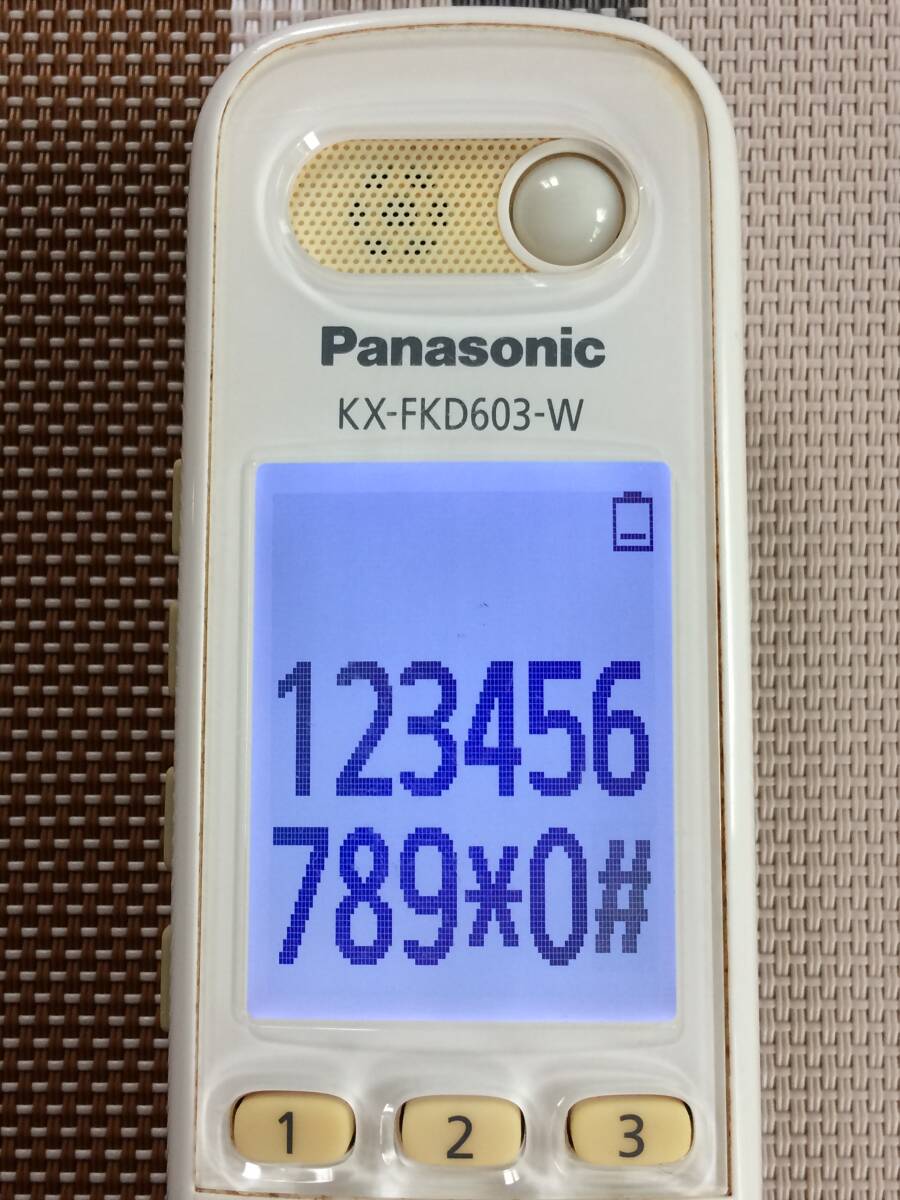 Panasonic
KX-FKD603-W
123456
789*0#
1 2 3